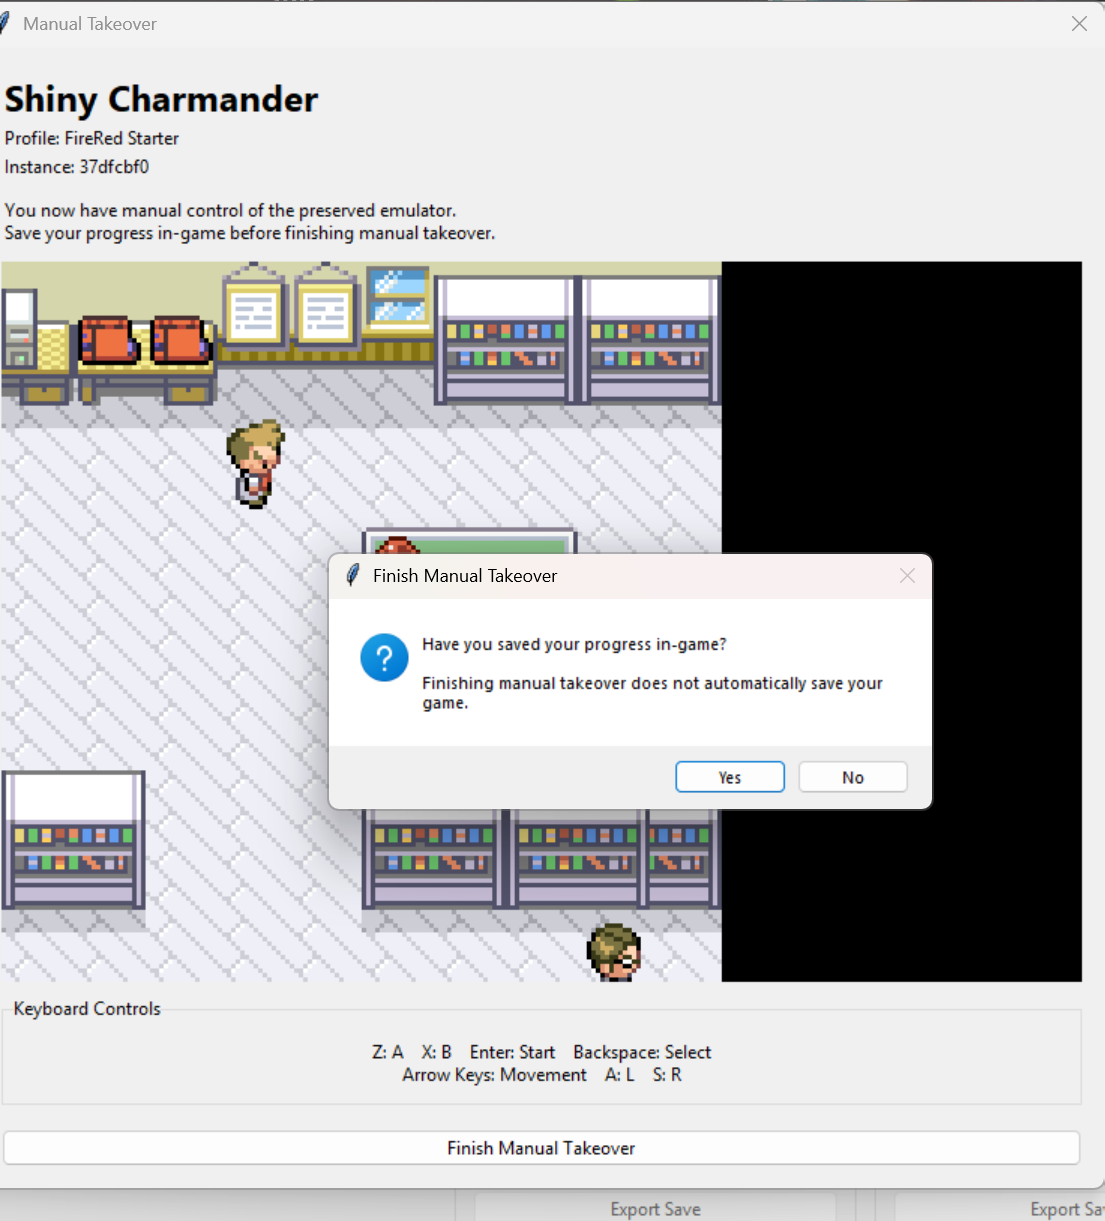 Manual Takeover
Shiny Charmander
Profile: FireRed Starter
Instance: 37dfcbf0
You now have manual control of the preserved emulator.
Save your progress in-game before finishing manual takeover.
Finish Manual Takeover
Have you saved your progress in-game?
Finishing manual takeover does not automatically save your
game.
Yes No
Keyboard Controls
Z: A X: B Enter: Start Backspace: Select
Arrow Keys: Movement A: L S: R
Finish Manual Takeover
Export Save Export Sa